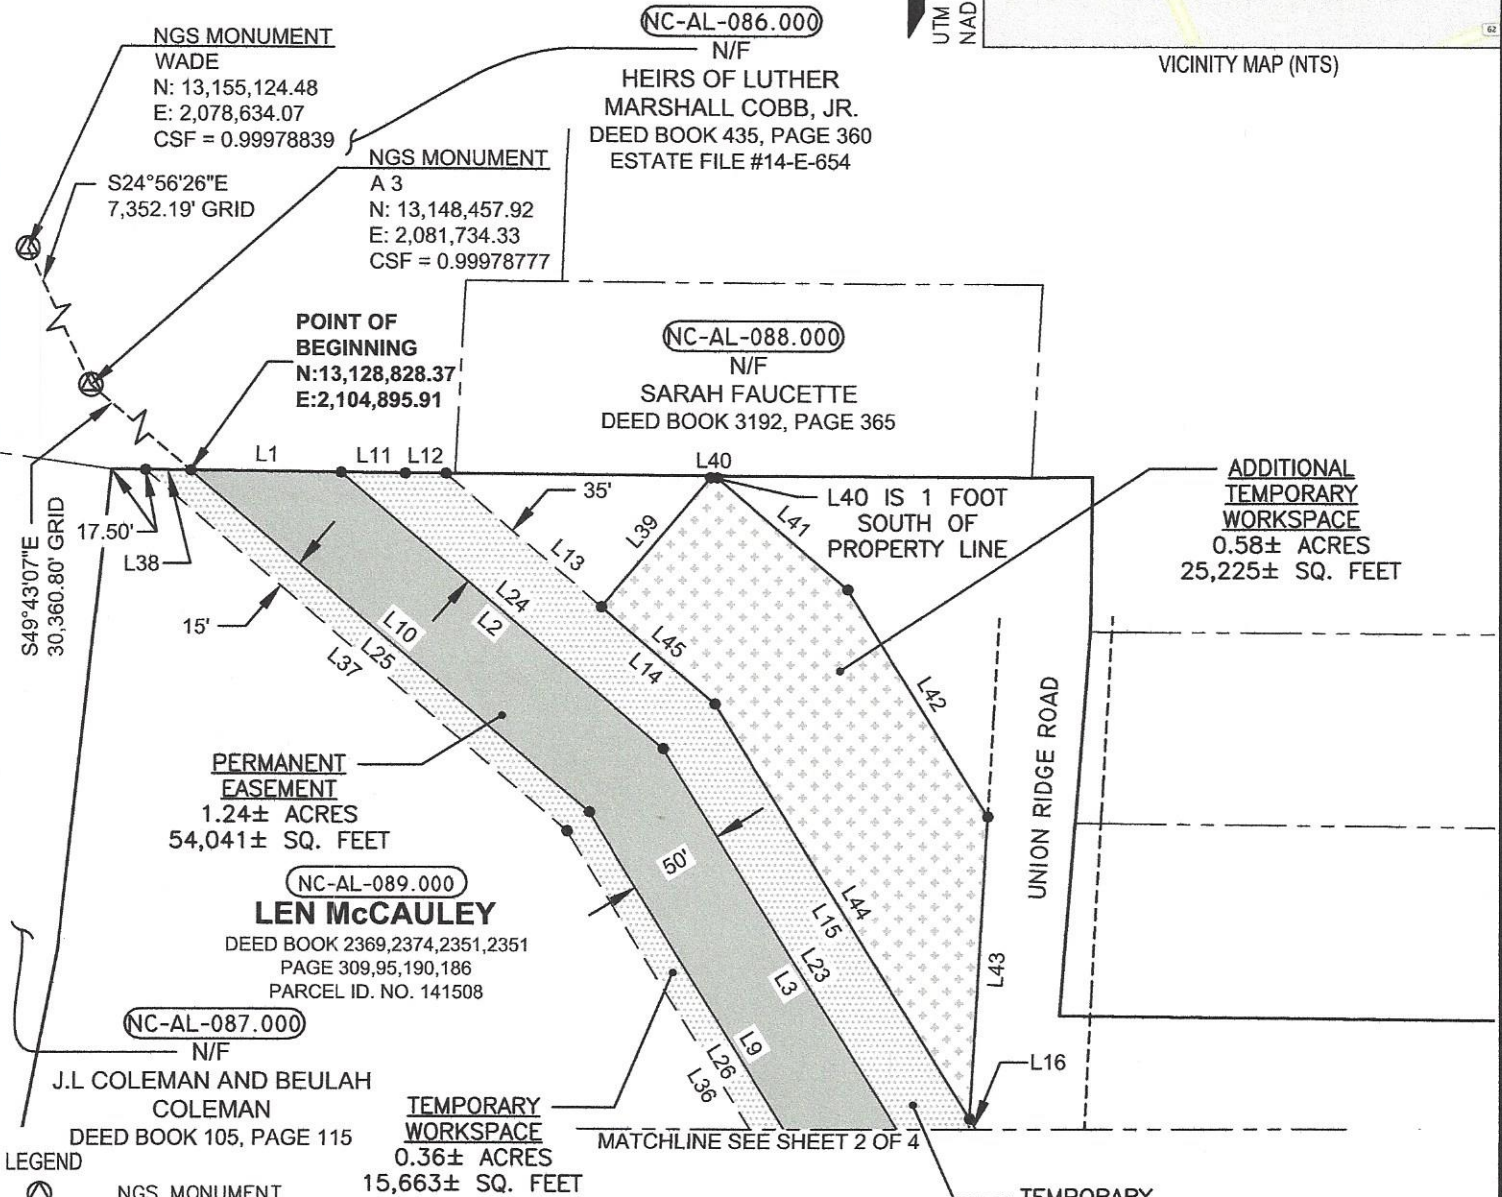 NC-AL-086.000
N/F
HEIRS OF LUTHER
MARSHALL COBB, JR.
DEED BOOK 435, PAGE 360
ESTATE FILE #14-E-654
UTM
NAD
62
VICINITY MAP (NTS)
NGS MONUMENT
WADE
N: 13,155,124.48
E: 2,078,634.07
CSF = 0.99978839
S24°56'26"E
7,352.19' GRID
NGS MONUMENT
A 3
N: 13,148,457.92
E: 2,081,734.33
CSF = 0.99978777
POINT OF
BEGINNING
N:13,128,828.37
E:2,104,895.91
NC-AL-088.000
N/F
SARAH FAUCETTE
DEED BOOK 3192, PAGE 365
L1
L11
L12
L40
L40 IS 1 FOOT
SOUTH OF
PROPERTY LINE
ADDITIONAL
TEMPORARY
WORKSPACE
0.58± ACRES
25,225± SQ. FEET
S49°43'07"E
30,360.80' GRID
17.50'
L38
15'
35'
L13
L39
L41
L24
L2
L10
L25
L37
L45
L14
L42
UNION RIDGE ROAD
PERMANENT
EASEMENT
1.24± ACRES
54,041± SQ. FEET
50'
NC-AL-089.000
LEN McCAULEY
DEED BOOK 2369,2374,2351,2351
PAGE 309,95,190,186
PARCEL ID. NO. 141508
L44
L15
L23
L3
L43
NC-AL-087.000
N/F
J.L COLEMAN AND BEULAH
COLEMAN
DEED BOOK 105, PAGE 115
L9
L26
L36
L16
TEMPORARY
WORKSPACE
0.36± ACRES
15,663± SQ. FEET
MATCHLINE SEE SHEET 2 OF 4
LEGEND
NGS MONUMENT
TEMPORARY